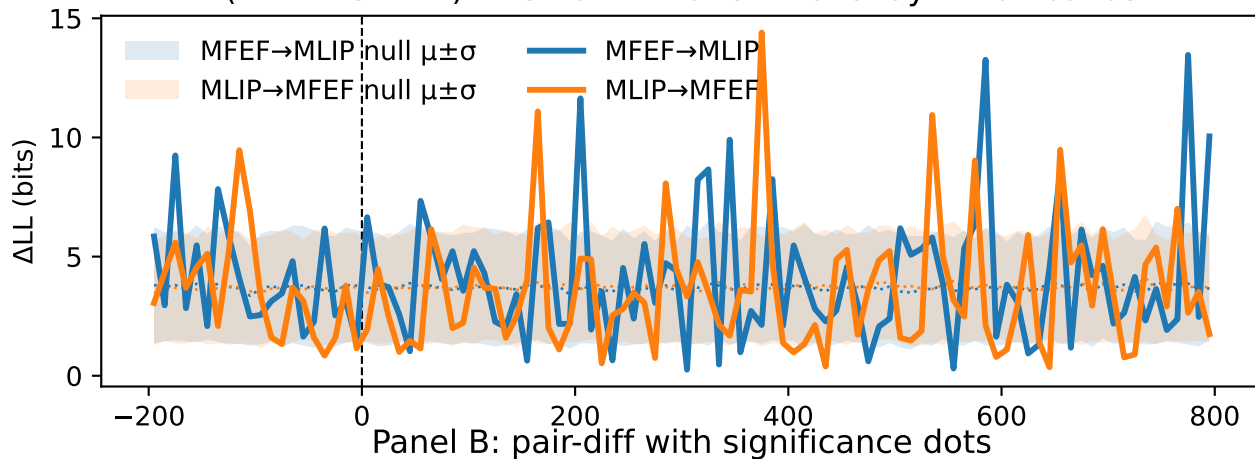 15
MFEF→MLIP null μ±σ
MFEF→MLIP
MLIP→MFEF null μ±σ
MLIP→MFEF
10
5
0
ΔLL (bits)
−200
0
200
400
600
800
Panel B: pair-diff with significance dots